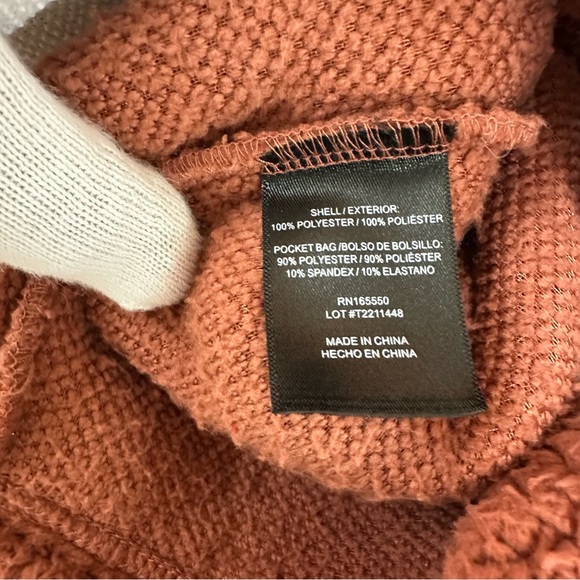 SHELL / EXTERIOR:
100% POLYESTER / 100% POLIÉSTER
POCKET BAG /BOLSO DE BOLSILLO:
90% POLYESTER / 90% POLIÉSTER
10% SPANDEX / 10% ELASTANO
RN165550
LOT #T2211448
MADE IN CHINA
HECHO EN CHINA